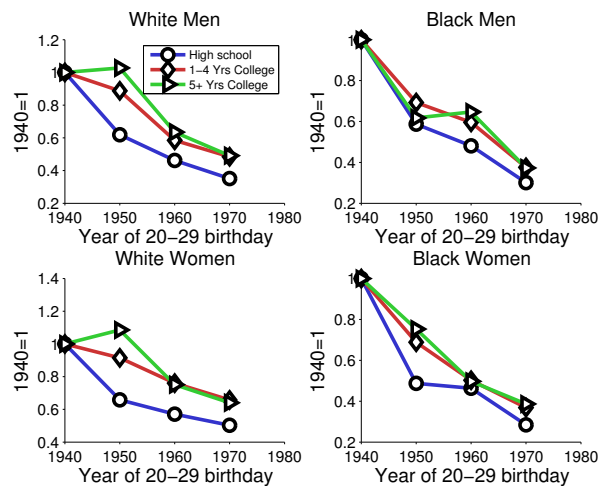 White Men
1.2
1
0.8
0.6
0.4
0.2
1940 1950 1960 1970 1980
1940=1
Year of 20−29 birthday
High school
1−4 Yrs College
5+ Yrs College
Black Men
1
0.8
0.6
0.4
0.2
1940 1950 1960 1970 1980
1940=1
Year of 20−29 birthday
White Women
1.4
1.2
1
0.8
0.6
0.4
1940 1950 1960 1970 1980
1940=1
Year of 20−29 birthday
Black Women
1
0.8
0.6
0.4
0.2
1940 1950 1960 1970 1980
1940=1
Year of 20−29 birthday